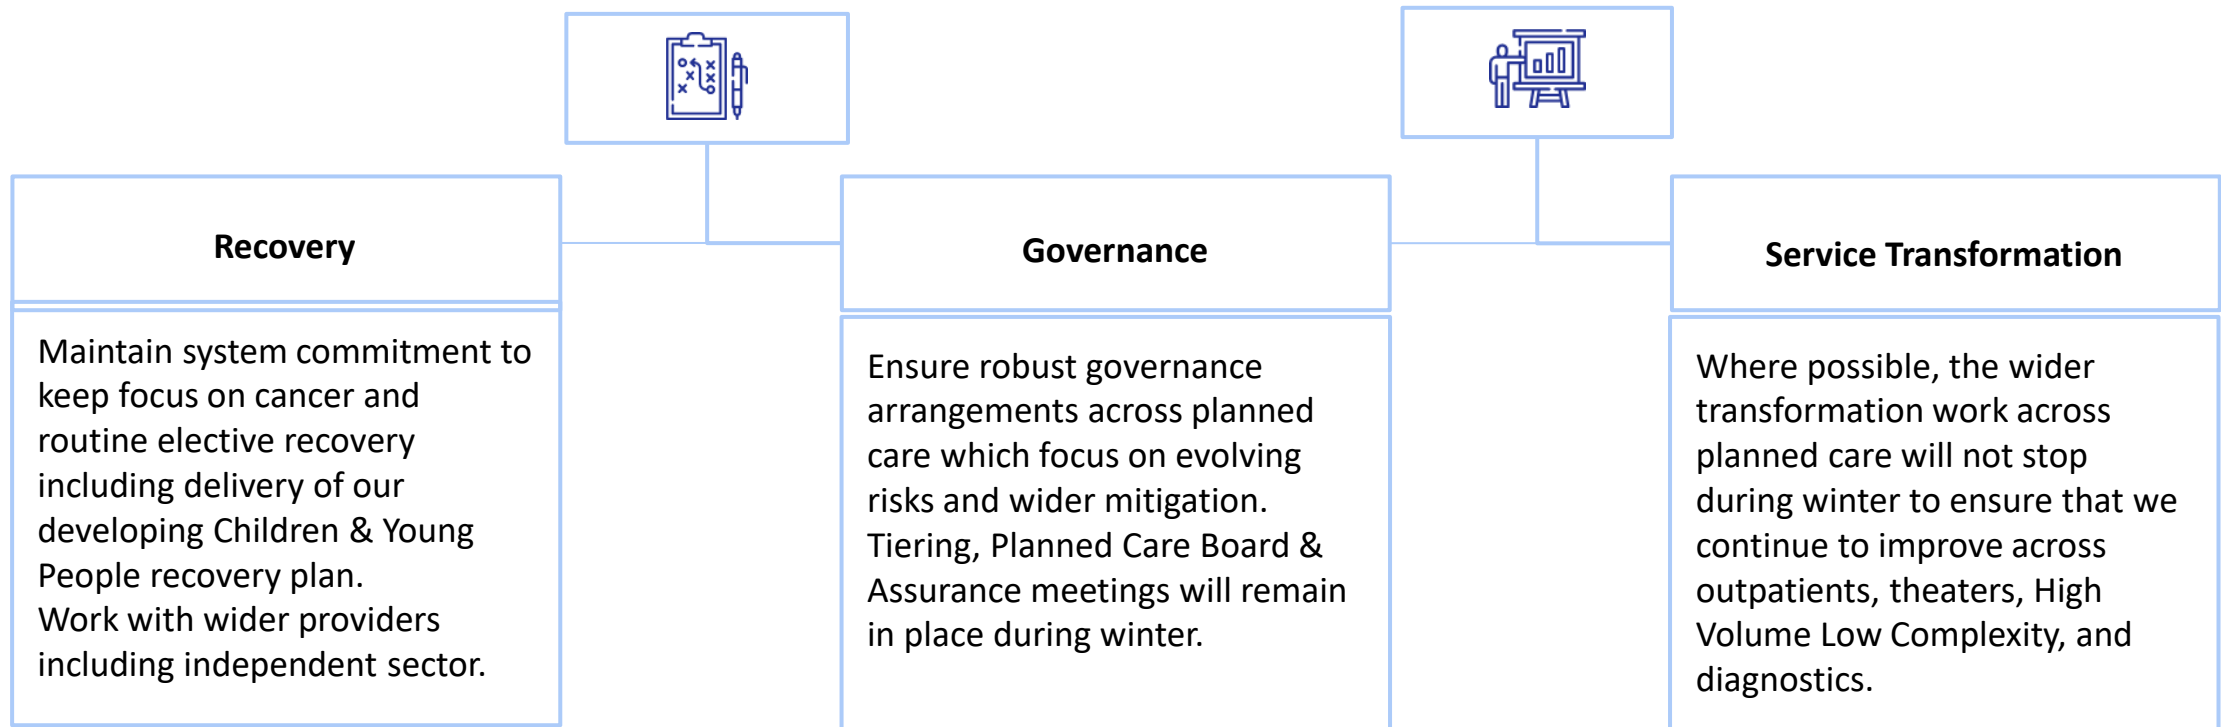 Recovery
Maintain system commitment to
keep focus on cancer and
routine elective recovery
including delivery of our
developing Children & Young
People recovery plan.
Work with wider providers
including independent sector.
Governance
Ensure robust governance
arrangements across planned
care which focus on evolving
risks and wider mitigation.
Tiering, Planned Care Board &
Assurance meetings will remain
in place during winter.
Service Transformation
Where possible, the wider
transformation work across
planned care will not stop
during winter to ensure that we
continue to improve across
outpatients, theaters, High
Volume Low Complexity, and
diagnostics.